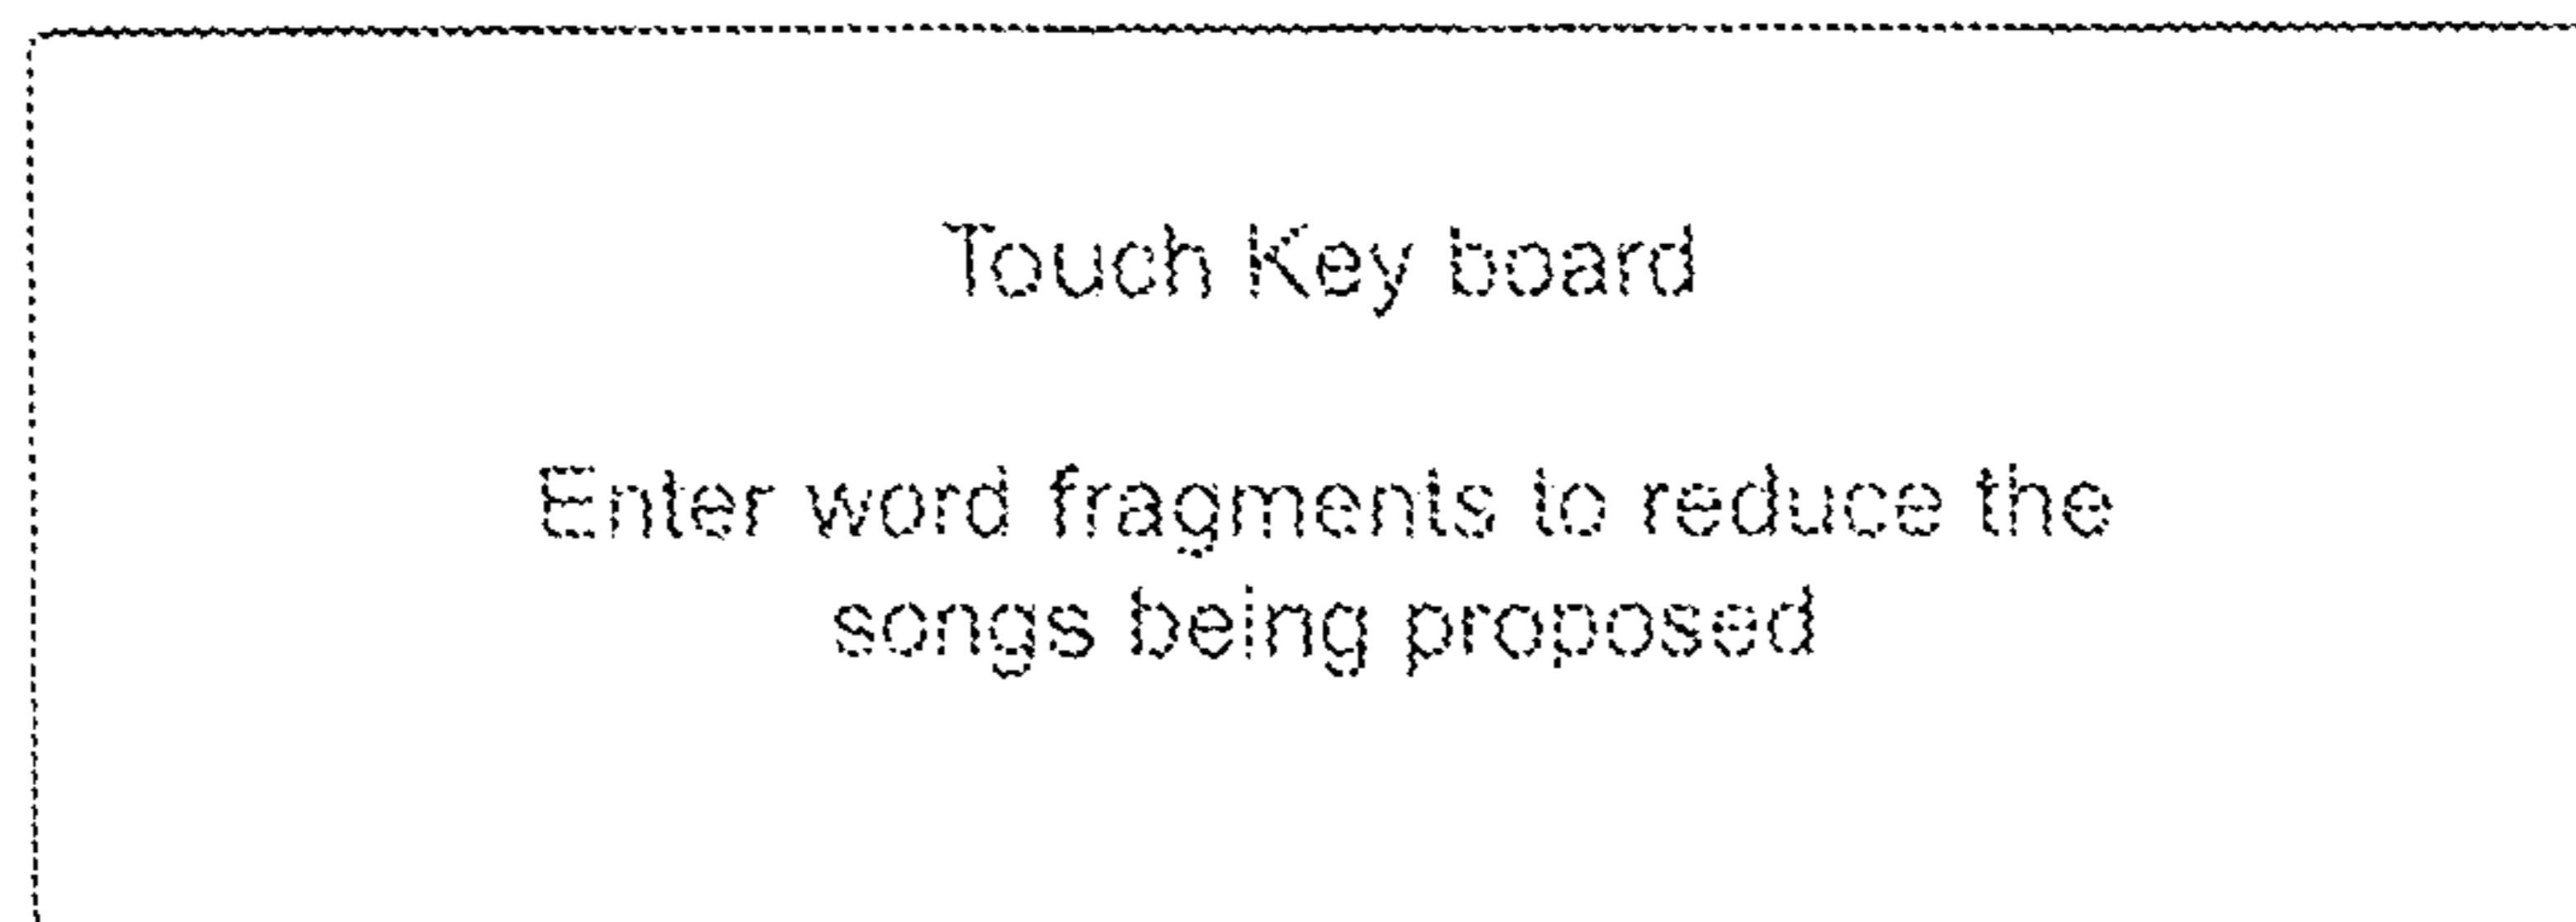 Touch Key board
Enter word fragments to reduce the
songs being proposed